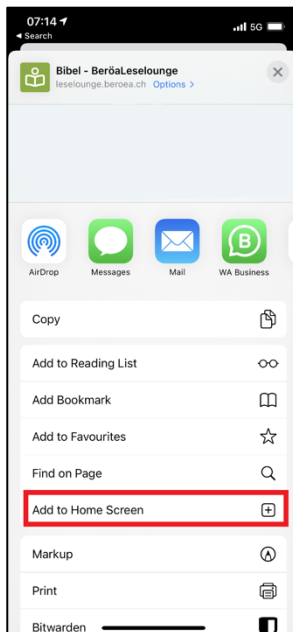 07:14
5G
Search
Bibel - BeröaLeselounge
leselounge.beroea.ch Options >
AirDrop
Messages
Mail
WA Business
Copy
Add to Reading List
Add Bookmark
Add to Favourites
Find on Page
Add to Home Screen
Markup
Print
Bitwarden